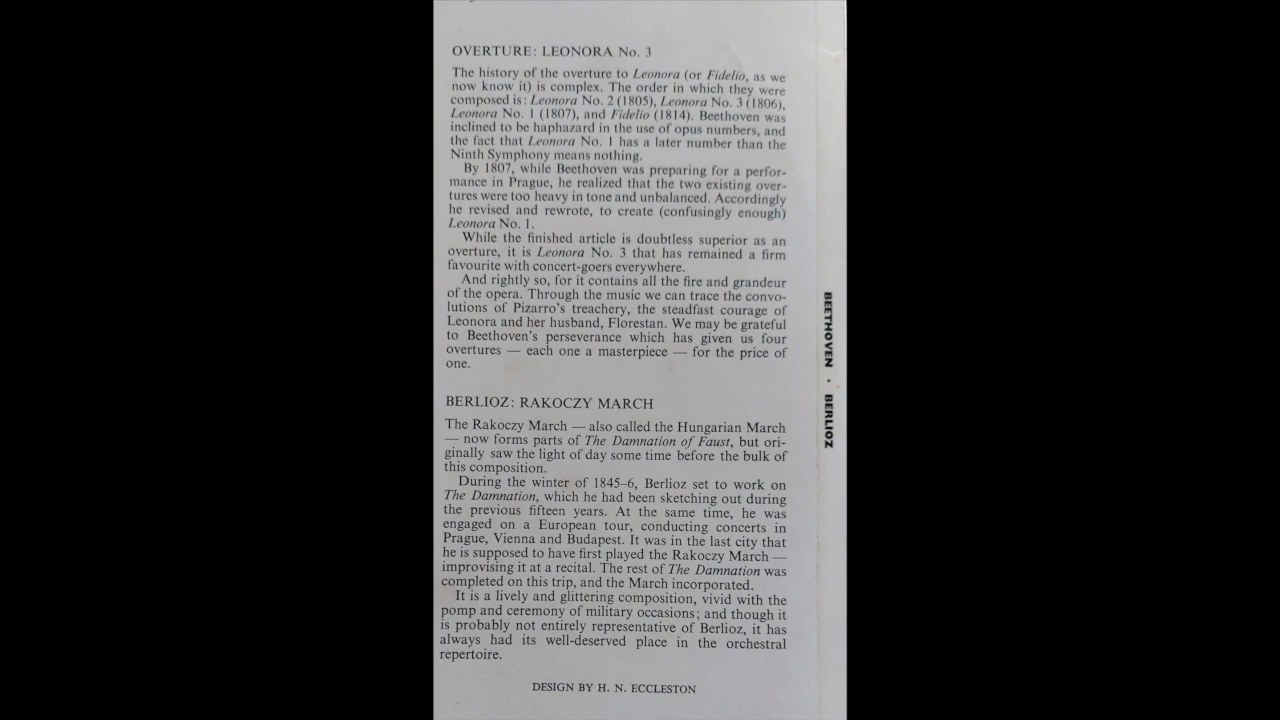 OVERTURE: LEONORA No. 3
The history of the overture to Leonora (or Fidelio, as we
now know it) is complex. The order in which they were
composed is: Leonora No. 2 (1805), Leonora No. 3 (1806),
Leonora No. 1 (1807), and Fidelio (1814). Beethoven was
inclined to be haphazard in the use of opus numbers, and
the fact that Leonora No. 1 has a later number than the
Ninth Symphony means nothing.
By 1807, while Beethoven was preparing for a perfor-
mance in Prague, he realized that the two existing over-
tures were too heavy in tone and unbalanced. Accordingly
he revised and rewrote, to create (confusingly enough)
Leonora No. 1.
While the finished article is doubtless superior as an
overture, it is Leonora No. 3 that has remained a firm
favourite with concert-goers everywhere.
And rightly so, for it contains all the fire and grandeur
of the opera. Through the music we can trace the convo-
lutions of Pizarro's treachery, the steadfast courage of
Leonora and her husband, Florestan. We may be grateful
to Beethoven's perseverance which has given us four
overtures — each one a masterpiece — for the price of
one.
BERLIOZ: RAKOCZY MARCH
The Rakoczy March — also called the Hungarian March
— now forms parts of The Damnation of Faust, but ori-
ginally saw the light of day some time before the bulk of
this composition.
During the winter of 1845–6, Berlioz set to work on
The Damnation, which he had been sketching out during
the previous fifteen years. At the same time, he was
engaged on a European tour, conducting concerts in
Prague, Vienna and Budapest. It was in the last city that
he is supposed to have first played the Rakoczy March —
improvising it at a recital. The rest of The Damnation was
completed on this trip, and the March incorporated.
It is a lively and glittering composition, vivid with the
pomp and ceremony of military occasions; and though it
is probably not entirely representative of Berlioz, it has
always had its well-deserved place in the orchestral
repertoire.
DESIGN BY H. N. ECCLESTON
BEETHOVEN · BERLIOZ